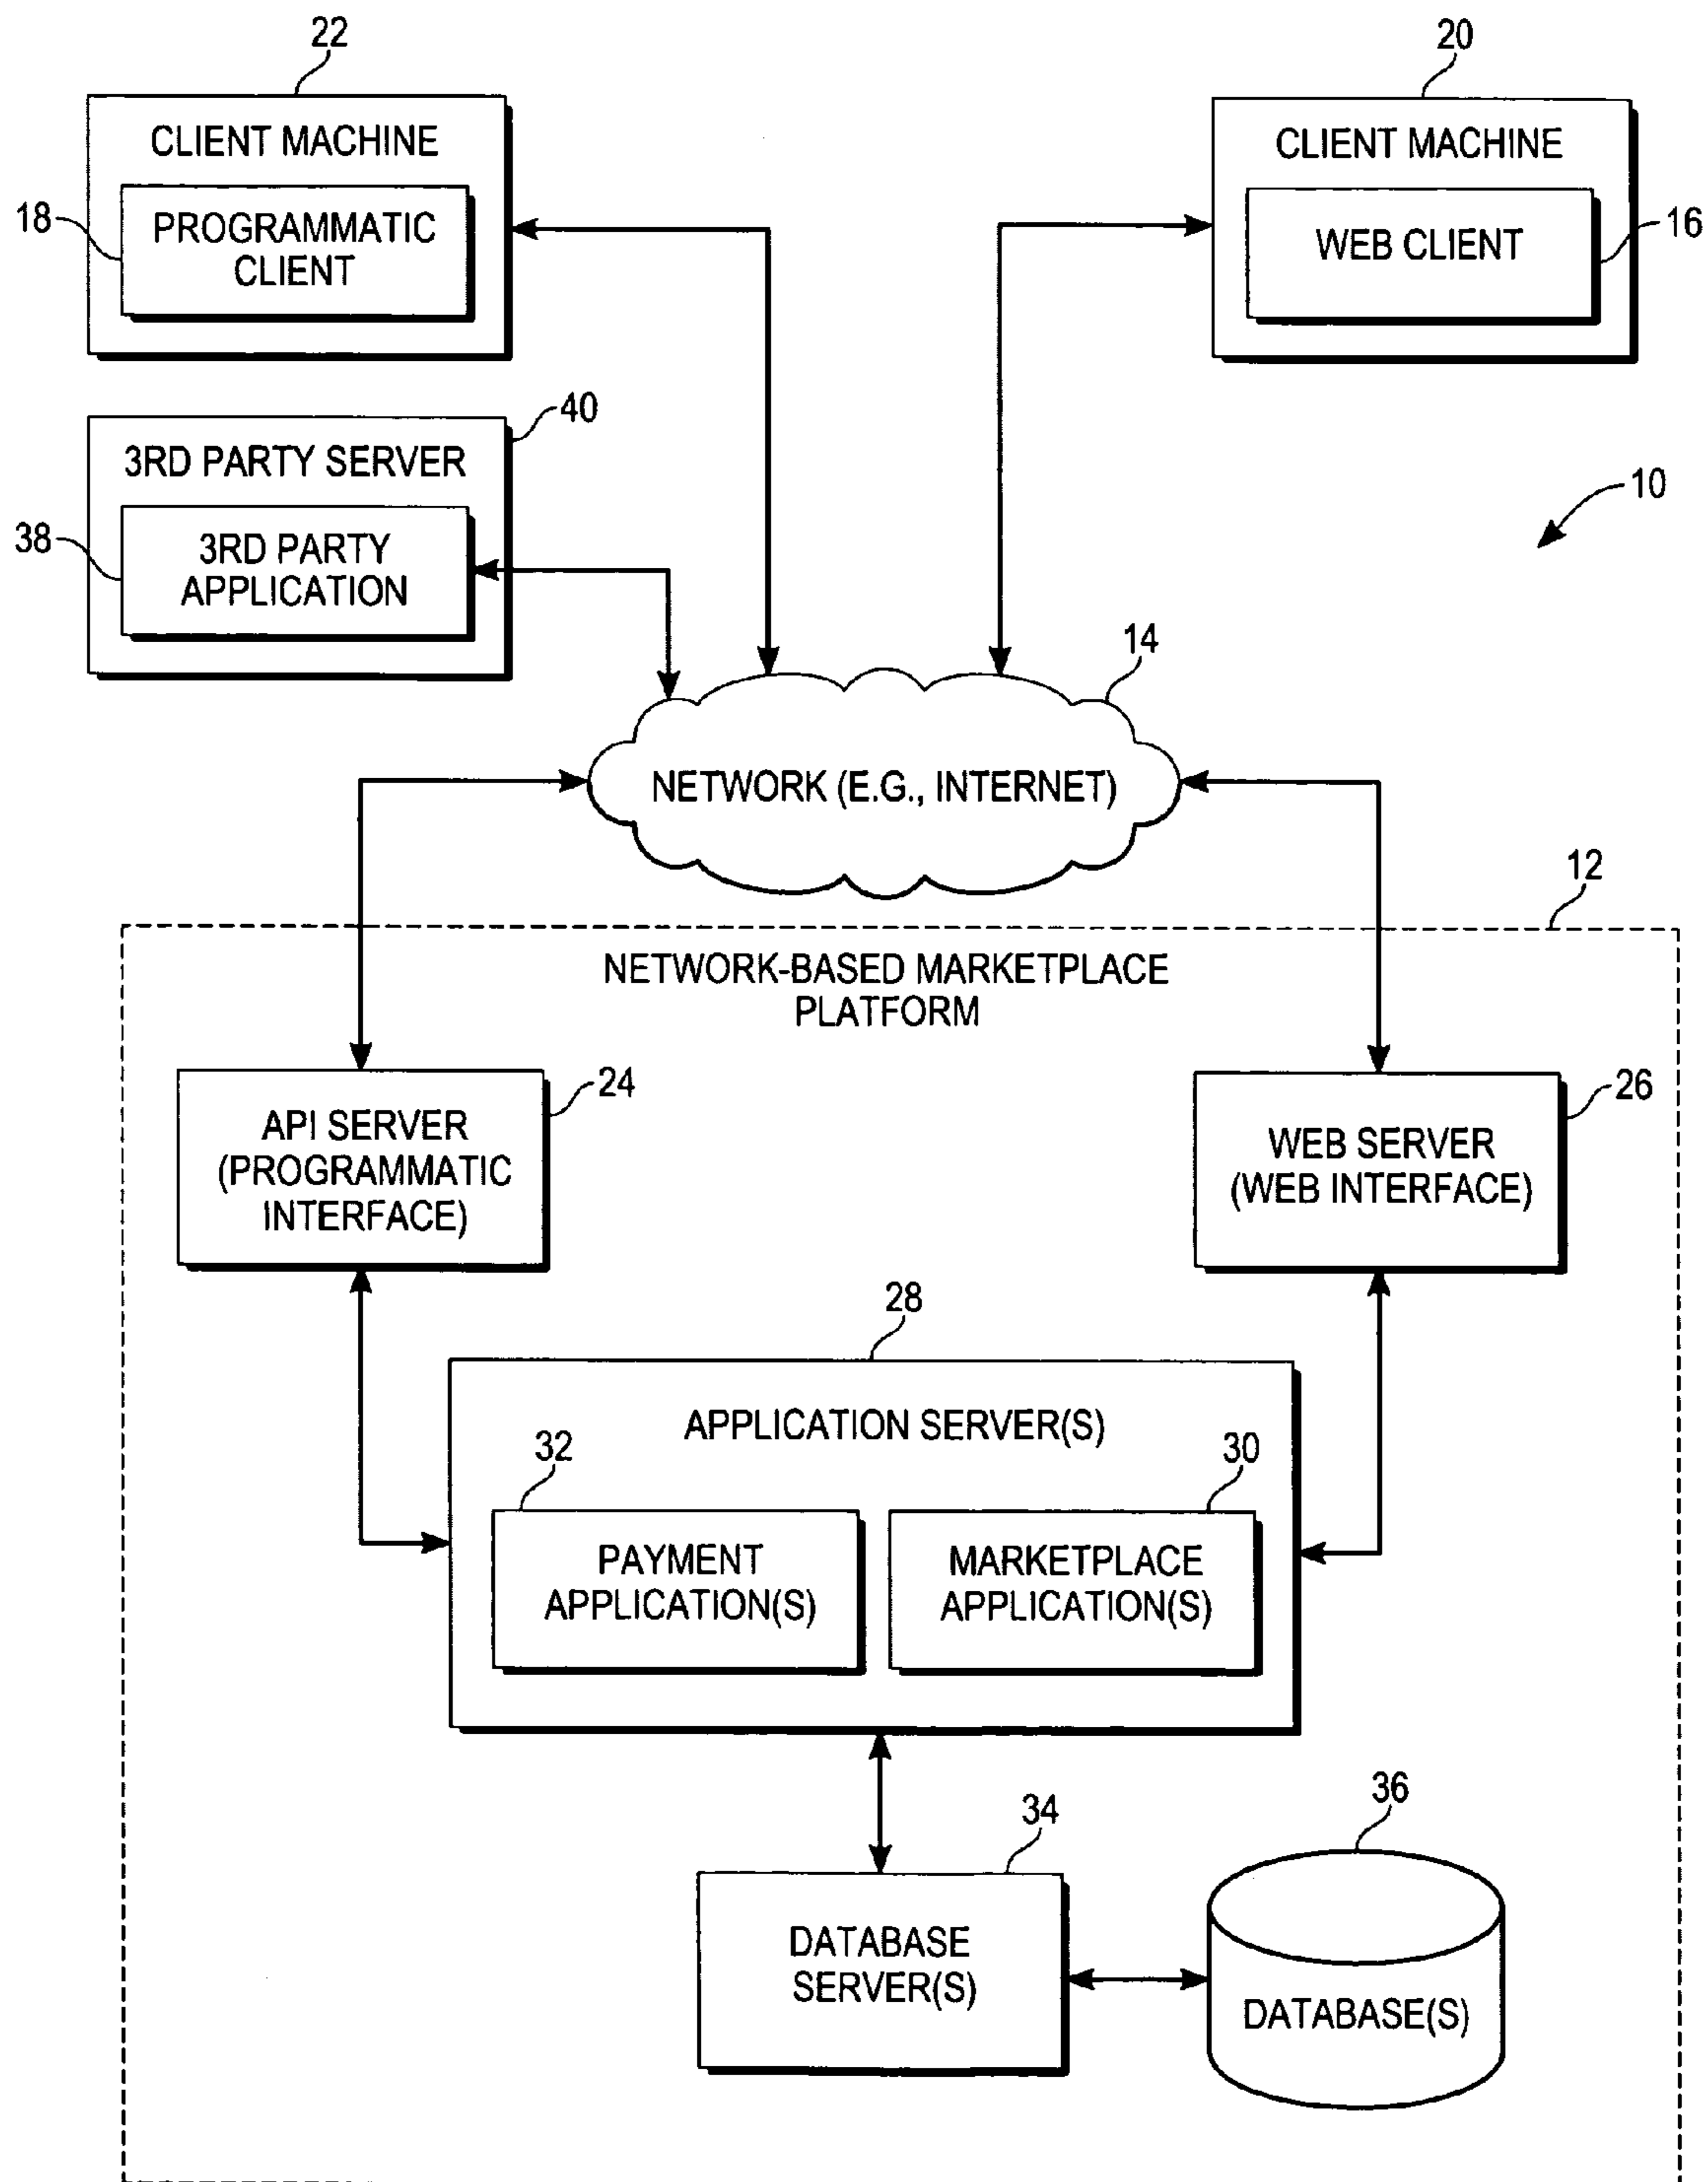 22
20
CLIENT MACHINE
CLIENT MACHINE
18
PROGRAMMATIC
CLIENT
WEB CLIENT
16
40
3RD PARTY SERVER
10
38
3RD PARTY
APPLICATION
14
NETWORK (E.G., INTERNET)
12
NETWORK-BASED MARKETPLACE
PLATFORM
24
API SERVER
(PROGRAMMATIC
INTERFACE)
26
WEB SERVER
(WEB INTERFACE)
28
APPLICATION SERVER(S)
32
30
PAYMENT
APPLICATION(S)
MARKETPLACE
APPLICATION(S)
34
36
DATABASE
SERVER(S)
DATABASE(S)